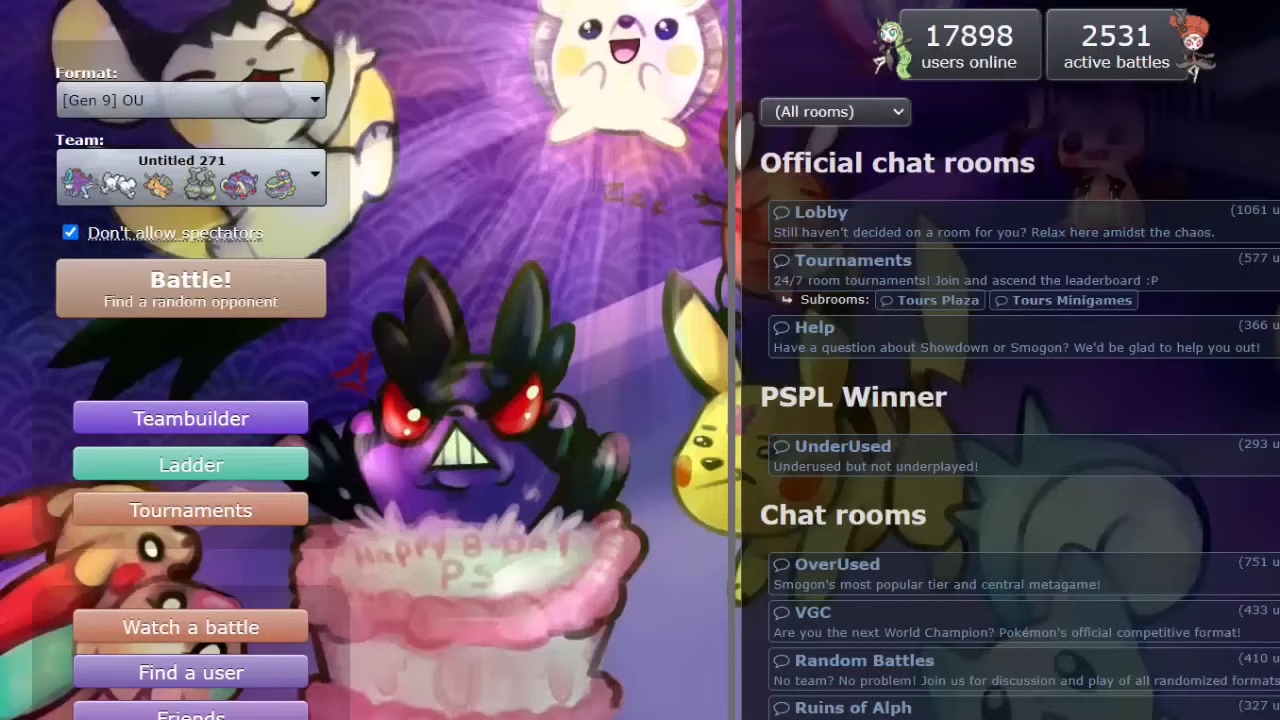 Format:
[Gen 9] OU
Team:
Untitled 271
Don't allow spectators
Battle!
Find a random opponent
Teambuilder
Ladder
Tournaments
Watch a battle
Find a user
Friends
Zzz
Happy B-Day
PS
17898
users online
2531
active battles
(All rooms)
Official chat rooms
Lobby
(1061 u
Still haven't decided on a room for you? Relax here amidst the chaos.
Tournaments
(577 u
24/7 room tournaments! Join and ascend the leaderboard :P
Subrooms: Tours Plaza Tours Minigames
Help
(366 u
Have a question about Showdown or Smogon? We'd be glad to help you out!
PSPL Winner
UnderUsed
(293 u
Underused but not underplayed!
Chat rooms
OverUsed
(751 u
Smogon's most popular tier and central metagame!
VGC
(433 u
Are you the next World Champion? Pokémon's official competitive format!
Random Battles
(410 u
No team? No problem! Join us for discussion and play of all randomized formats
Ruins of Alph
(327 u